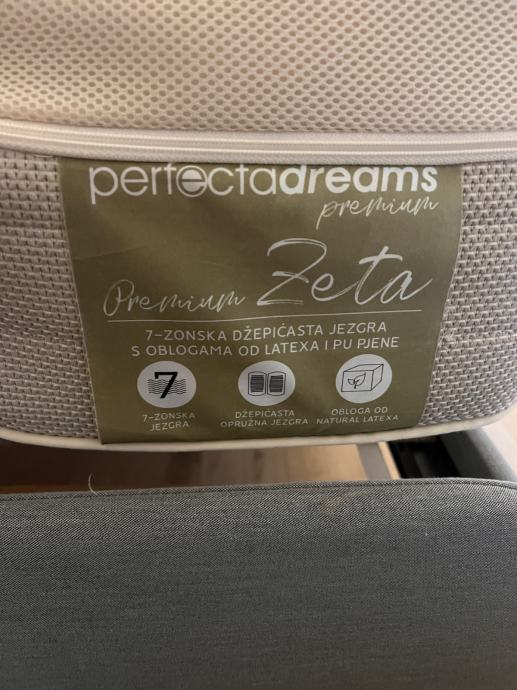 perfectadreams
premium
Premium Zeta
7-ZONSKA DŽEPIĆASTA JEZGRA
S OBLOGAMA OD LATEXA I PU PJENE
7
7-ZONSKA
JEZGRA
DŽEPIĆASTA
OPRUŽNA JEZGRA
OBLOGA OD
NATURAL LATEXA